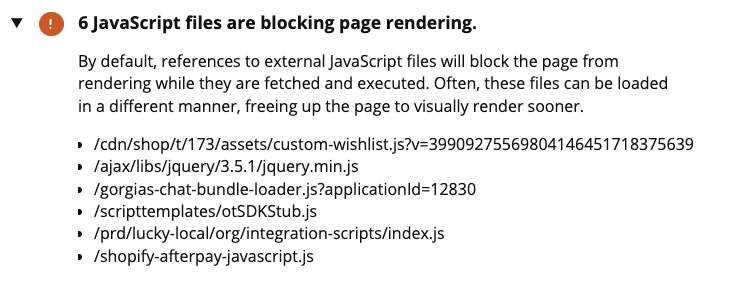 6 JavaScript files are blocking page rendering.
By default, references to external JavaScript files will block the page from
rendering while they are fetched and executed. Often, these files can be loaded
in a different manner, freeing up the page to visually render sooner.
/cdn/shop/t/173/assets/custom-wishlist.js?v=39909275569804146451718375639
/ajax/libs/jquery/3.5.1/jquery.min.js
/gorgias-chat-bundle-loader.js?applicationId=12830
/scripttemplates/otSDKStub.js
/prd/lucky-local/org/integration-scripts/index.js
/shopify-afterpay-javascript.js